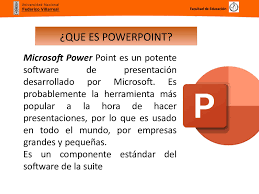 Universidad Nacional
Federico Villarreal
Facultad de Educación
¿QUE ES POWERPOINT?
Microsoft Power Point es un potente
software de presentación
desarrollado por Microsoft. Es
probablemente la herramienta más
popular a la hora de hacer
presentaciones, por lo que es usado
en todo el mundo, por empresas
grandes y pequeñas.
Es un componente estándar del
software de la suite
P